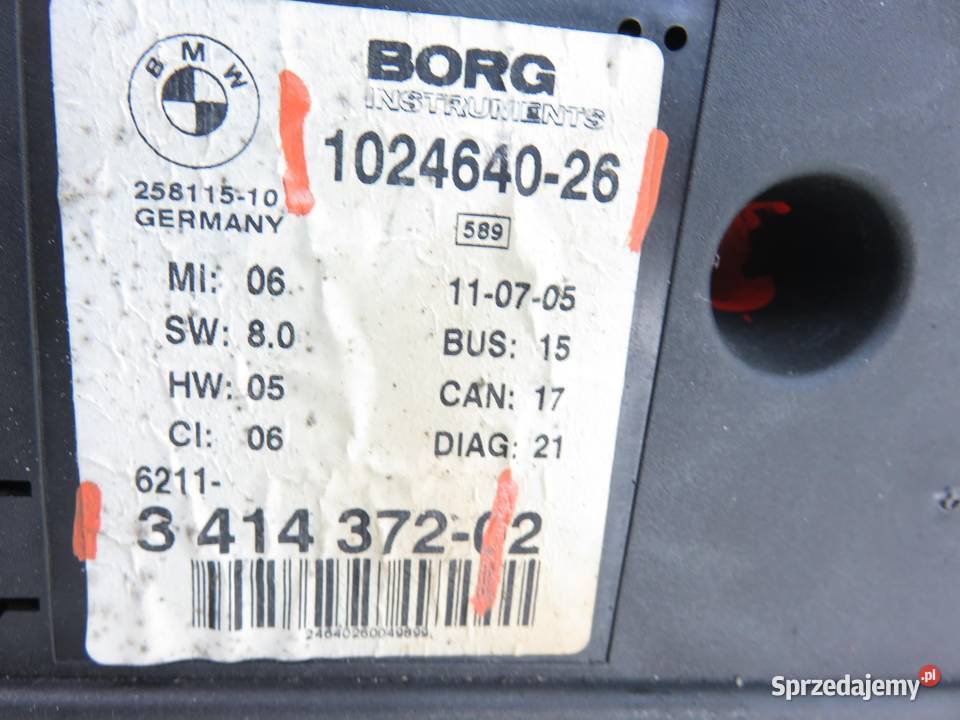 BMW
BORG
INSTRUMENTS
1024640-26
258115-10
GERMANY
589
MI: 06
11-07-05
SW: 8.0
BUS: 15
HW: 05
CAN: 17
CI: 06
DIAG: 21
6211-
3 414 372-02
24640260049899
Sprzedajemy.pl